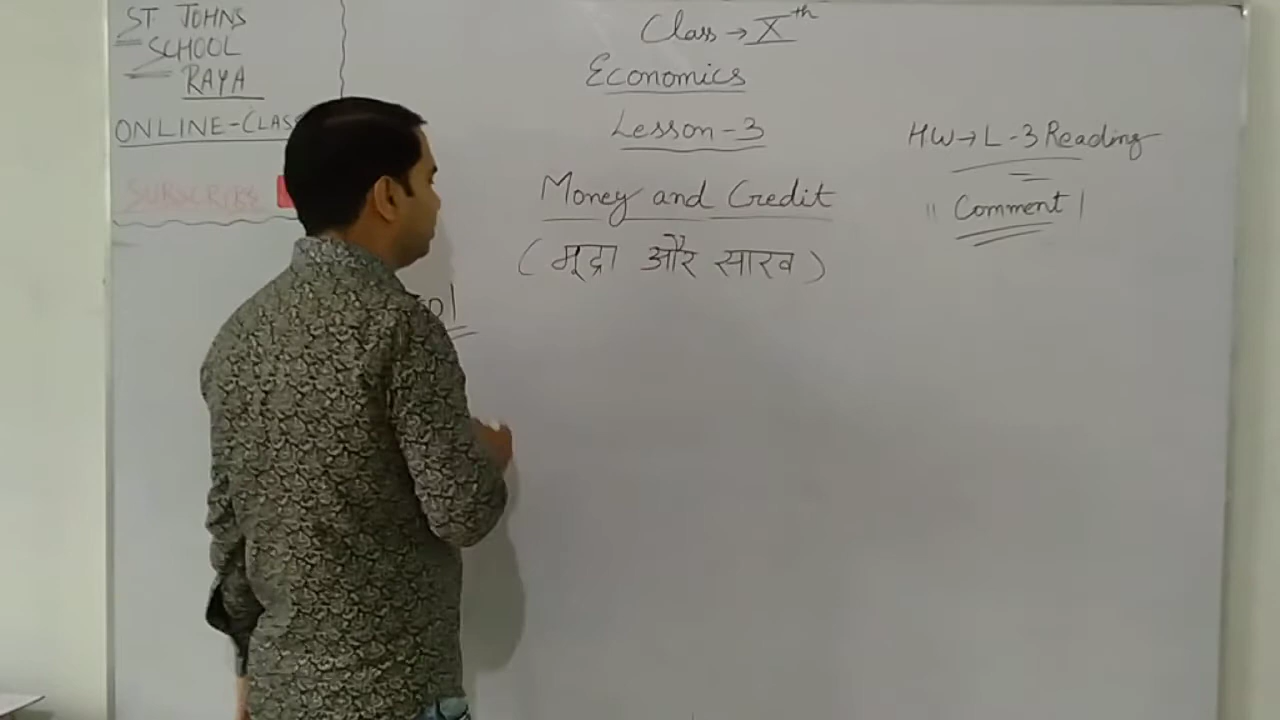 ST JOHNS
SCHOOL
RAYA
ONLINE-CLASS
SUBSCRIBE
Class → Xth
Economics
Lesson-3
Money and Credit
(मूद्रा और साख)
HW → L-3 Reading
" Comment |